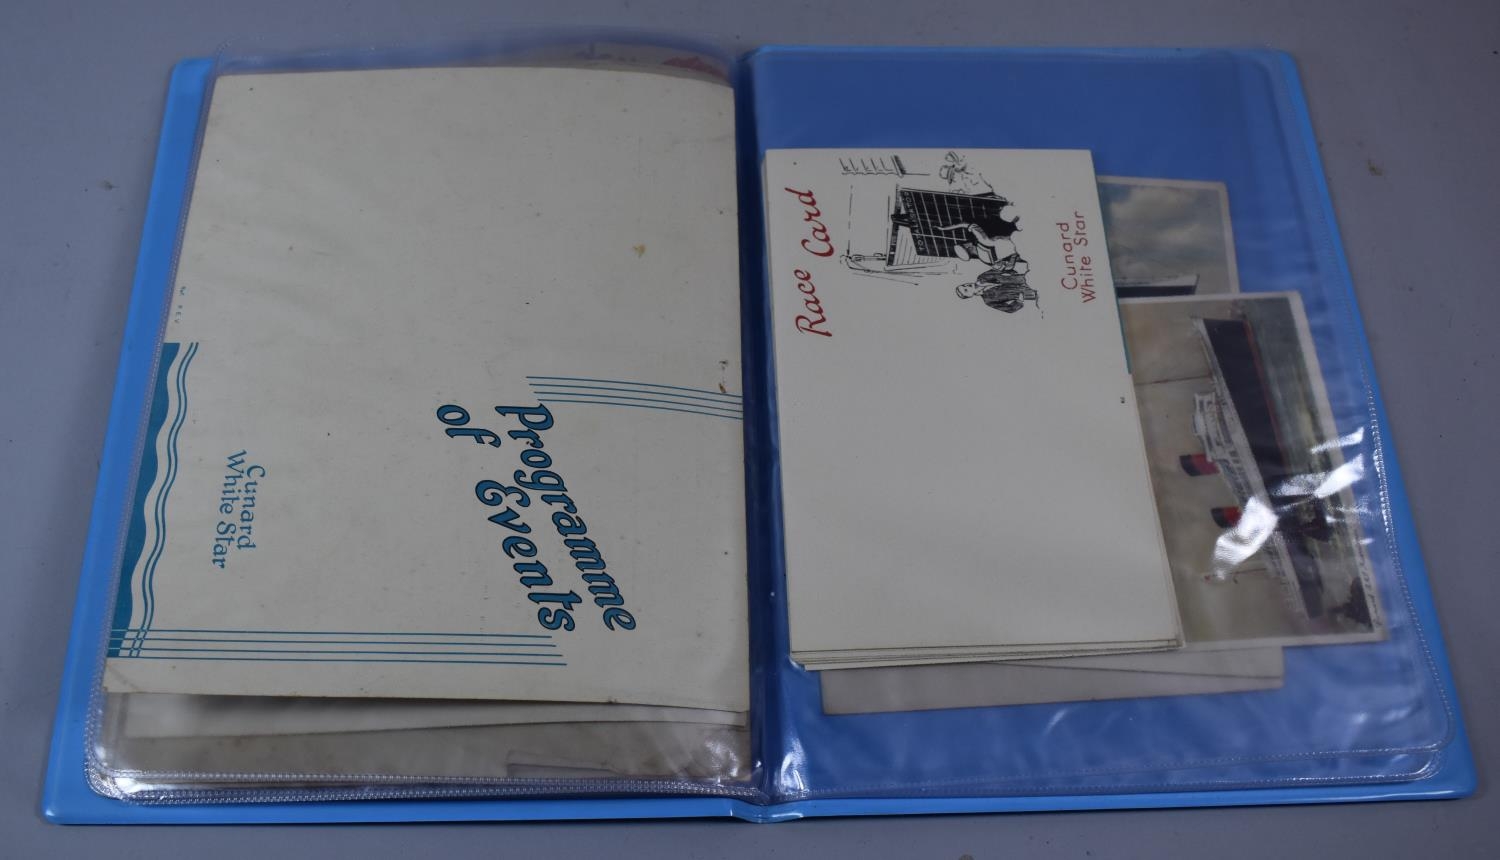 Programme
of
Events
Cunard
White Star
Race Card
Cunard
White Star